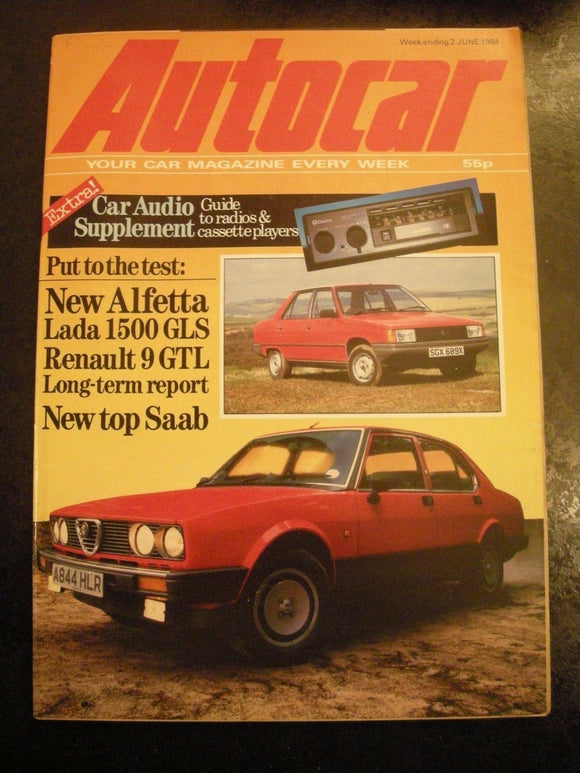 Weekending 2 JUNE 1984
Autocar
YOUR CAR MAGAZINE EVERY WEEK 55p
Extra!
Car Audio Supplement
Guide to radios & cassette players
Put to the test:
New Alfetta
Lada 1500 GLS
Renault 9 GTL
Long-term report
New top Saab
SGX 689X
A844 HLR